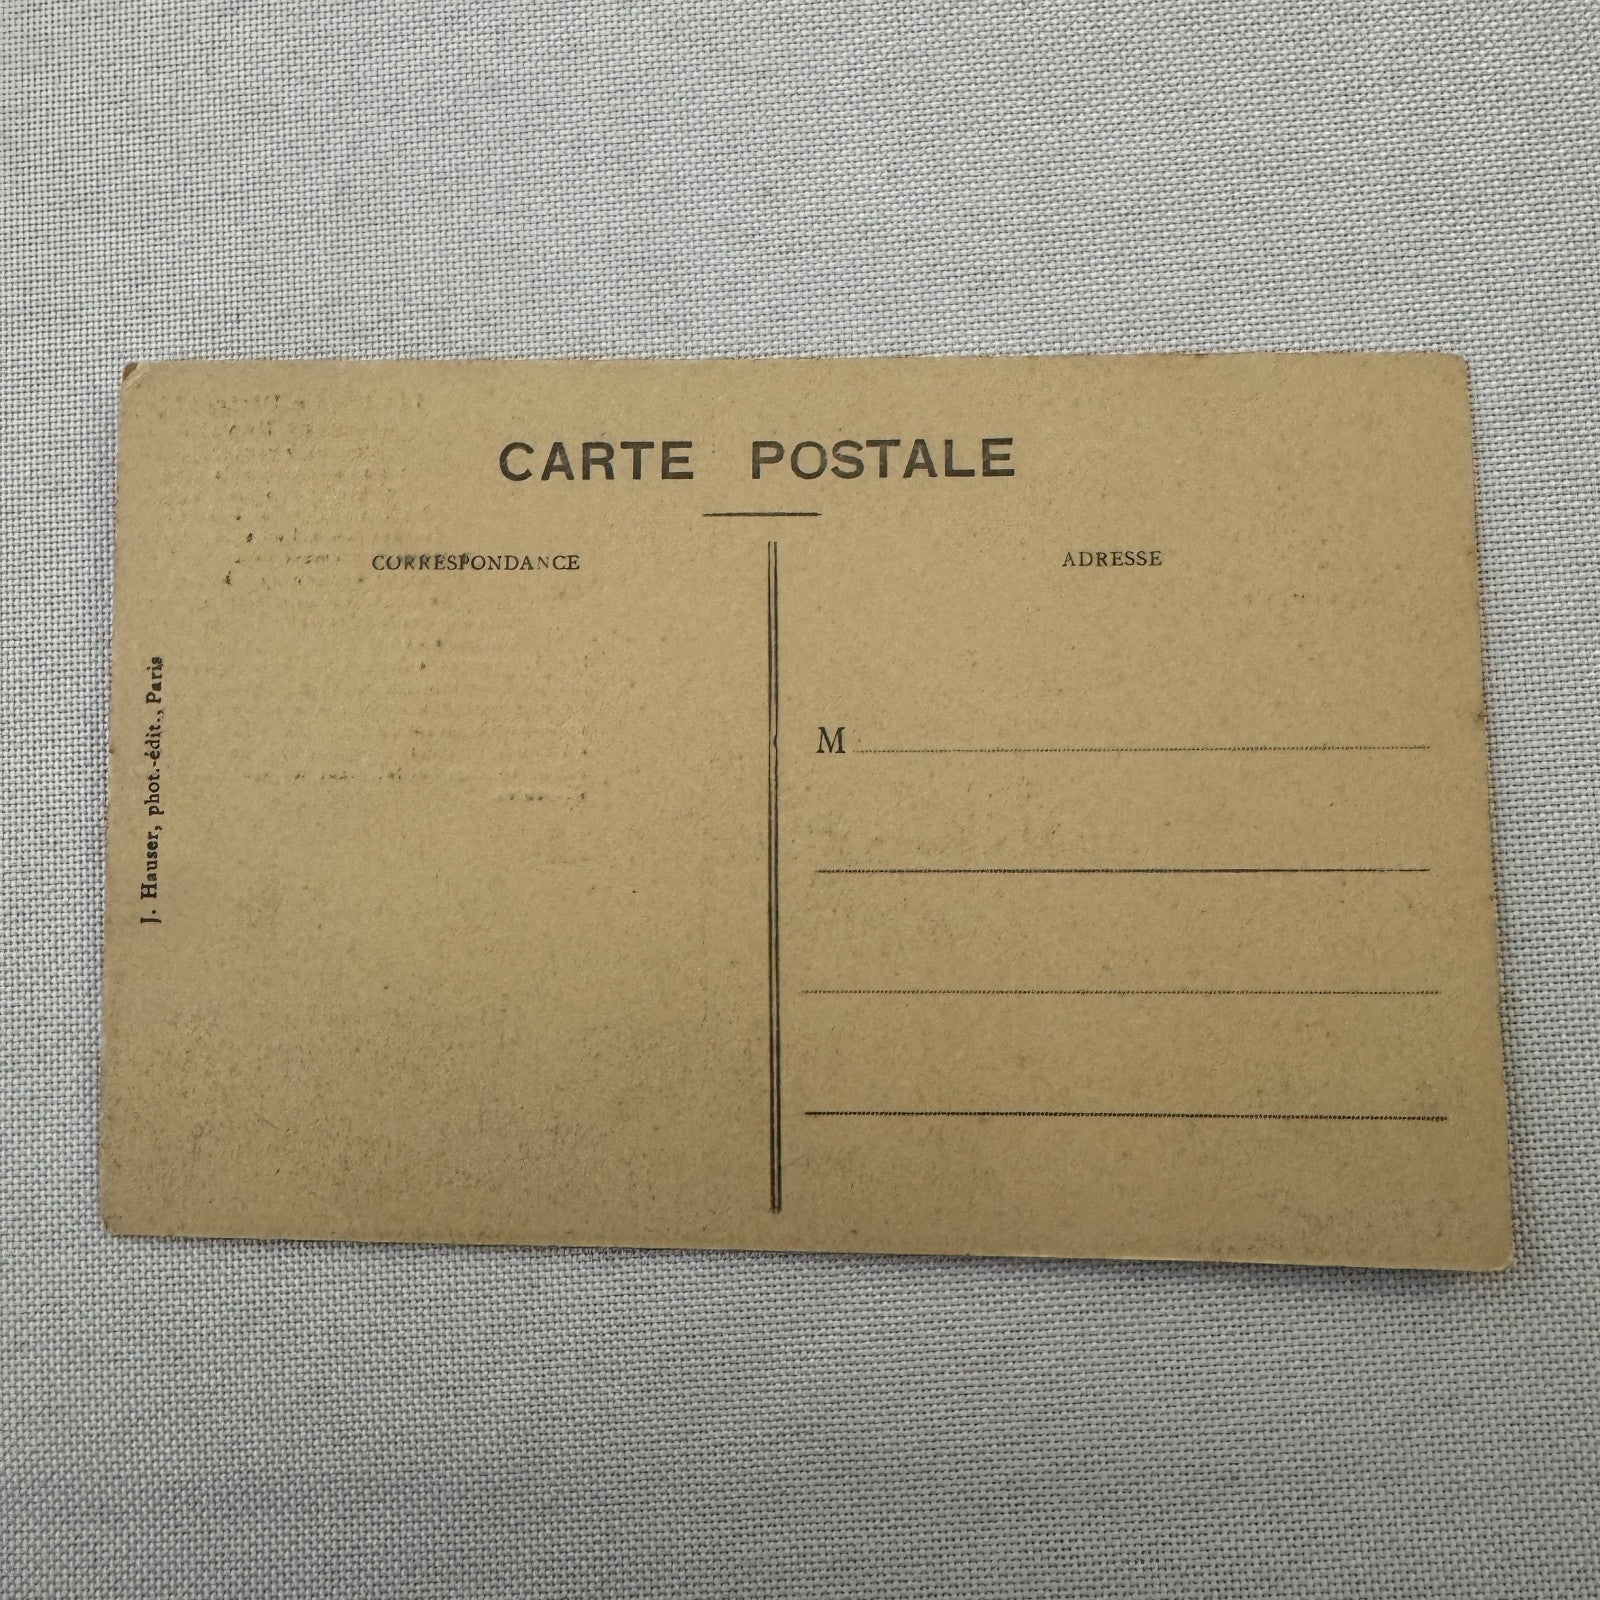 CARTE POSTALE
CORRESPONDANCE
ADRESSE
M
J. Hauser, phot.-édit., Paris